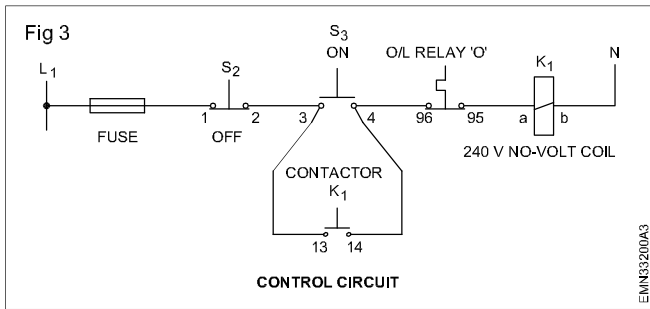 Fig 3
S3
ON
O/L RELAY 'O'
K1
N
L1
S2
1 2 3 4 96 95 a b
FUSE
OFF
240 V NO-VOLT COIL
CONTACTOR
K1
13 14
CONTROL CIRCUIT
EMN33200A3